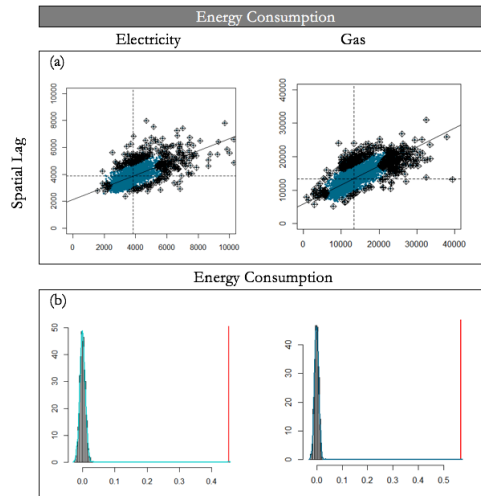 Energy Consumption
Electricity Gas
(a)
Spatial Lag
10000
8000
6000
4000
2000
0
0 2000 4000 6000 8000 10000
40000
30000
20000
10000
0
0 10000 20000 30000 40000
Energy Consumption
(b)
50
40
30
20
10
0
0.0 0.1 0.2 0.3 0.4
40
30
20
10
0
0.0 0.1 0.2 0.3 0.4 0.5